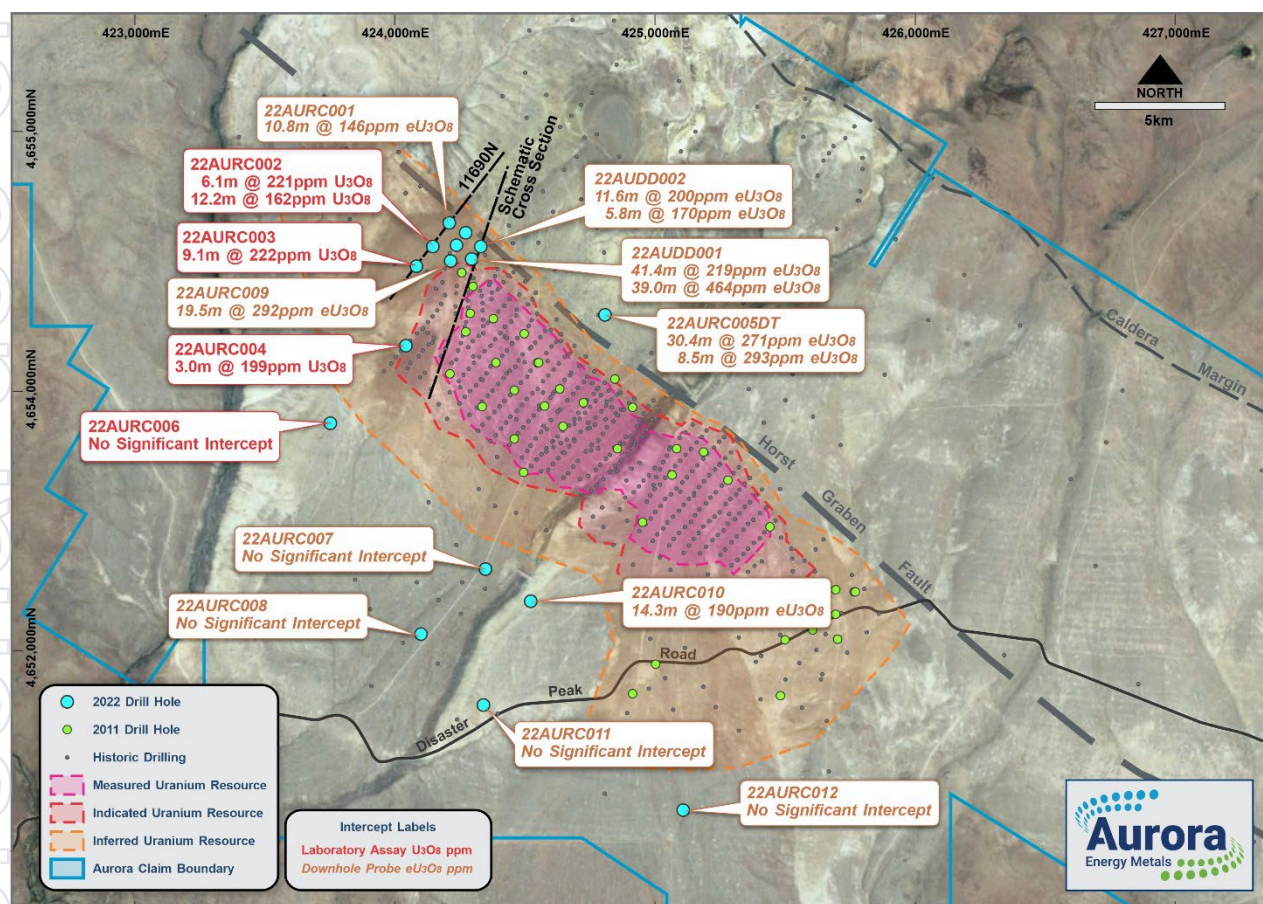 423,000mE
424,000mE
425,000mE
426,000mE
427,000mE
NORTH
5km
4,655,000mN
4,654,000mN
4,652,000mN
22AURC001
10.8m @ 146ppm eU3O8
22AURC002
6.1m @ 221ppm U3O8
12.2m @ 162ppm U3O8
22AURC003
9.1m @ 222ppm U3O8
22AURC009
19.5m @ 292ppm eU3O8
22AURC004
3.0m @ 199ppm U3O8
22AURC006
No Significant Intercept
11690N
Schematic
Cross Section
22AUDD002
11.6m @ 200ppm eU3O8
5.8m @ 170ppm eU3O8
22AUDD001
41.4m @ 219ppm eU3O8
39.0m @ 464ppm eU3O8
22AURC005DT
30.4m @ 271ppm eU3O8
8.5m @ 293ppm eU3O8
Caldera
Margin
Horst
Graben
Fault
22AURC007
No Significant Intercept
22AURC008
No Significant Intercept
22AURC010
14.3m @ 190ppm eU3O8
Disaster Peak Road
22AURC011
No Significant Intercept
22AURC012
No Significant Intercept
2022 Drill Hole
2011 Drill Hole
Historic Drilling
Measured Uranium Resource
Indicated Uranium Resource
Inferred Uranium Resource
Aurora Claim Boundary
Intercept Labels
Laboratory Assay U3O8 ppm
Downhole Probe eU3O8 ppm
Aurora
Energy Metals